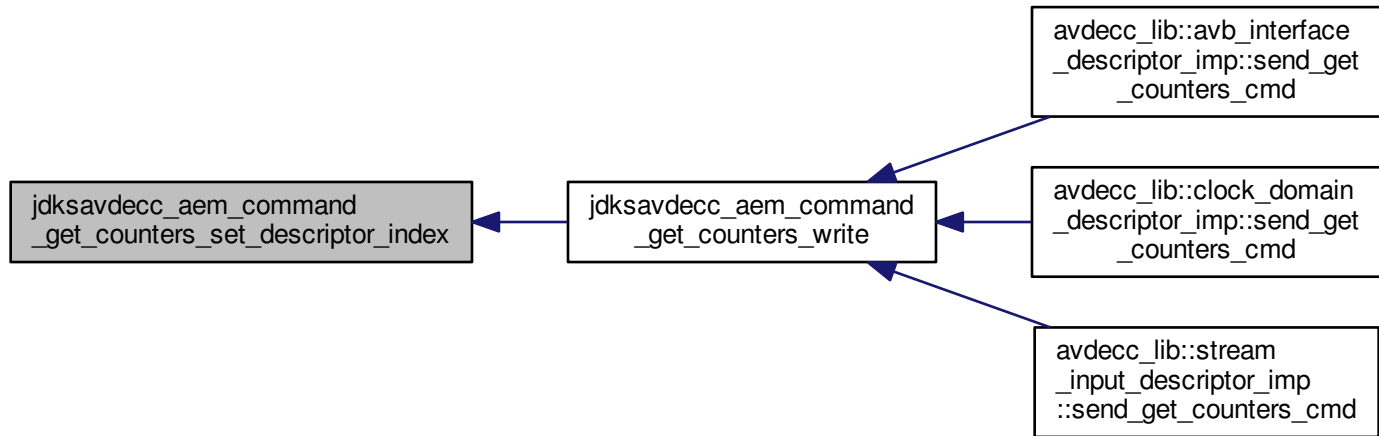 jdksavdecc_aem_command
_get_counters_set_descriptor_index
jdksavdecc_aem_command
_get_counters_write
avdecc_lib::avb_interface
_descriptor_imp::send_get
_counters_cmd
avdecc_lib::clock_domain
_descriptor_imp::send_get
_counters_cmd
avdecc_lib::stream
_input_descriptor_imp
::send_get_counters_cmd